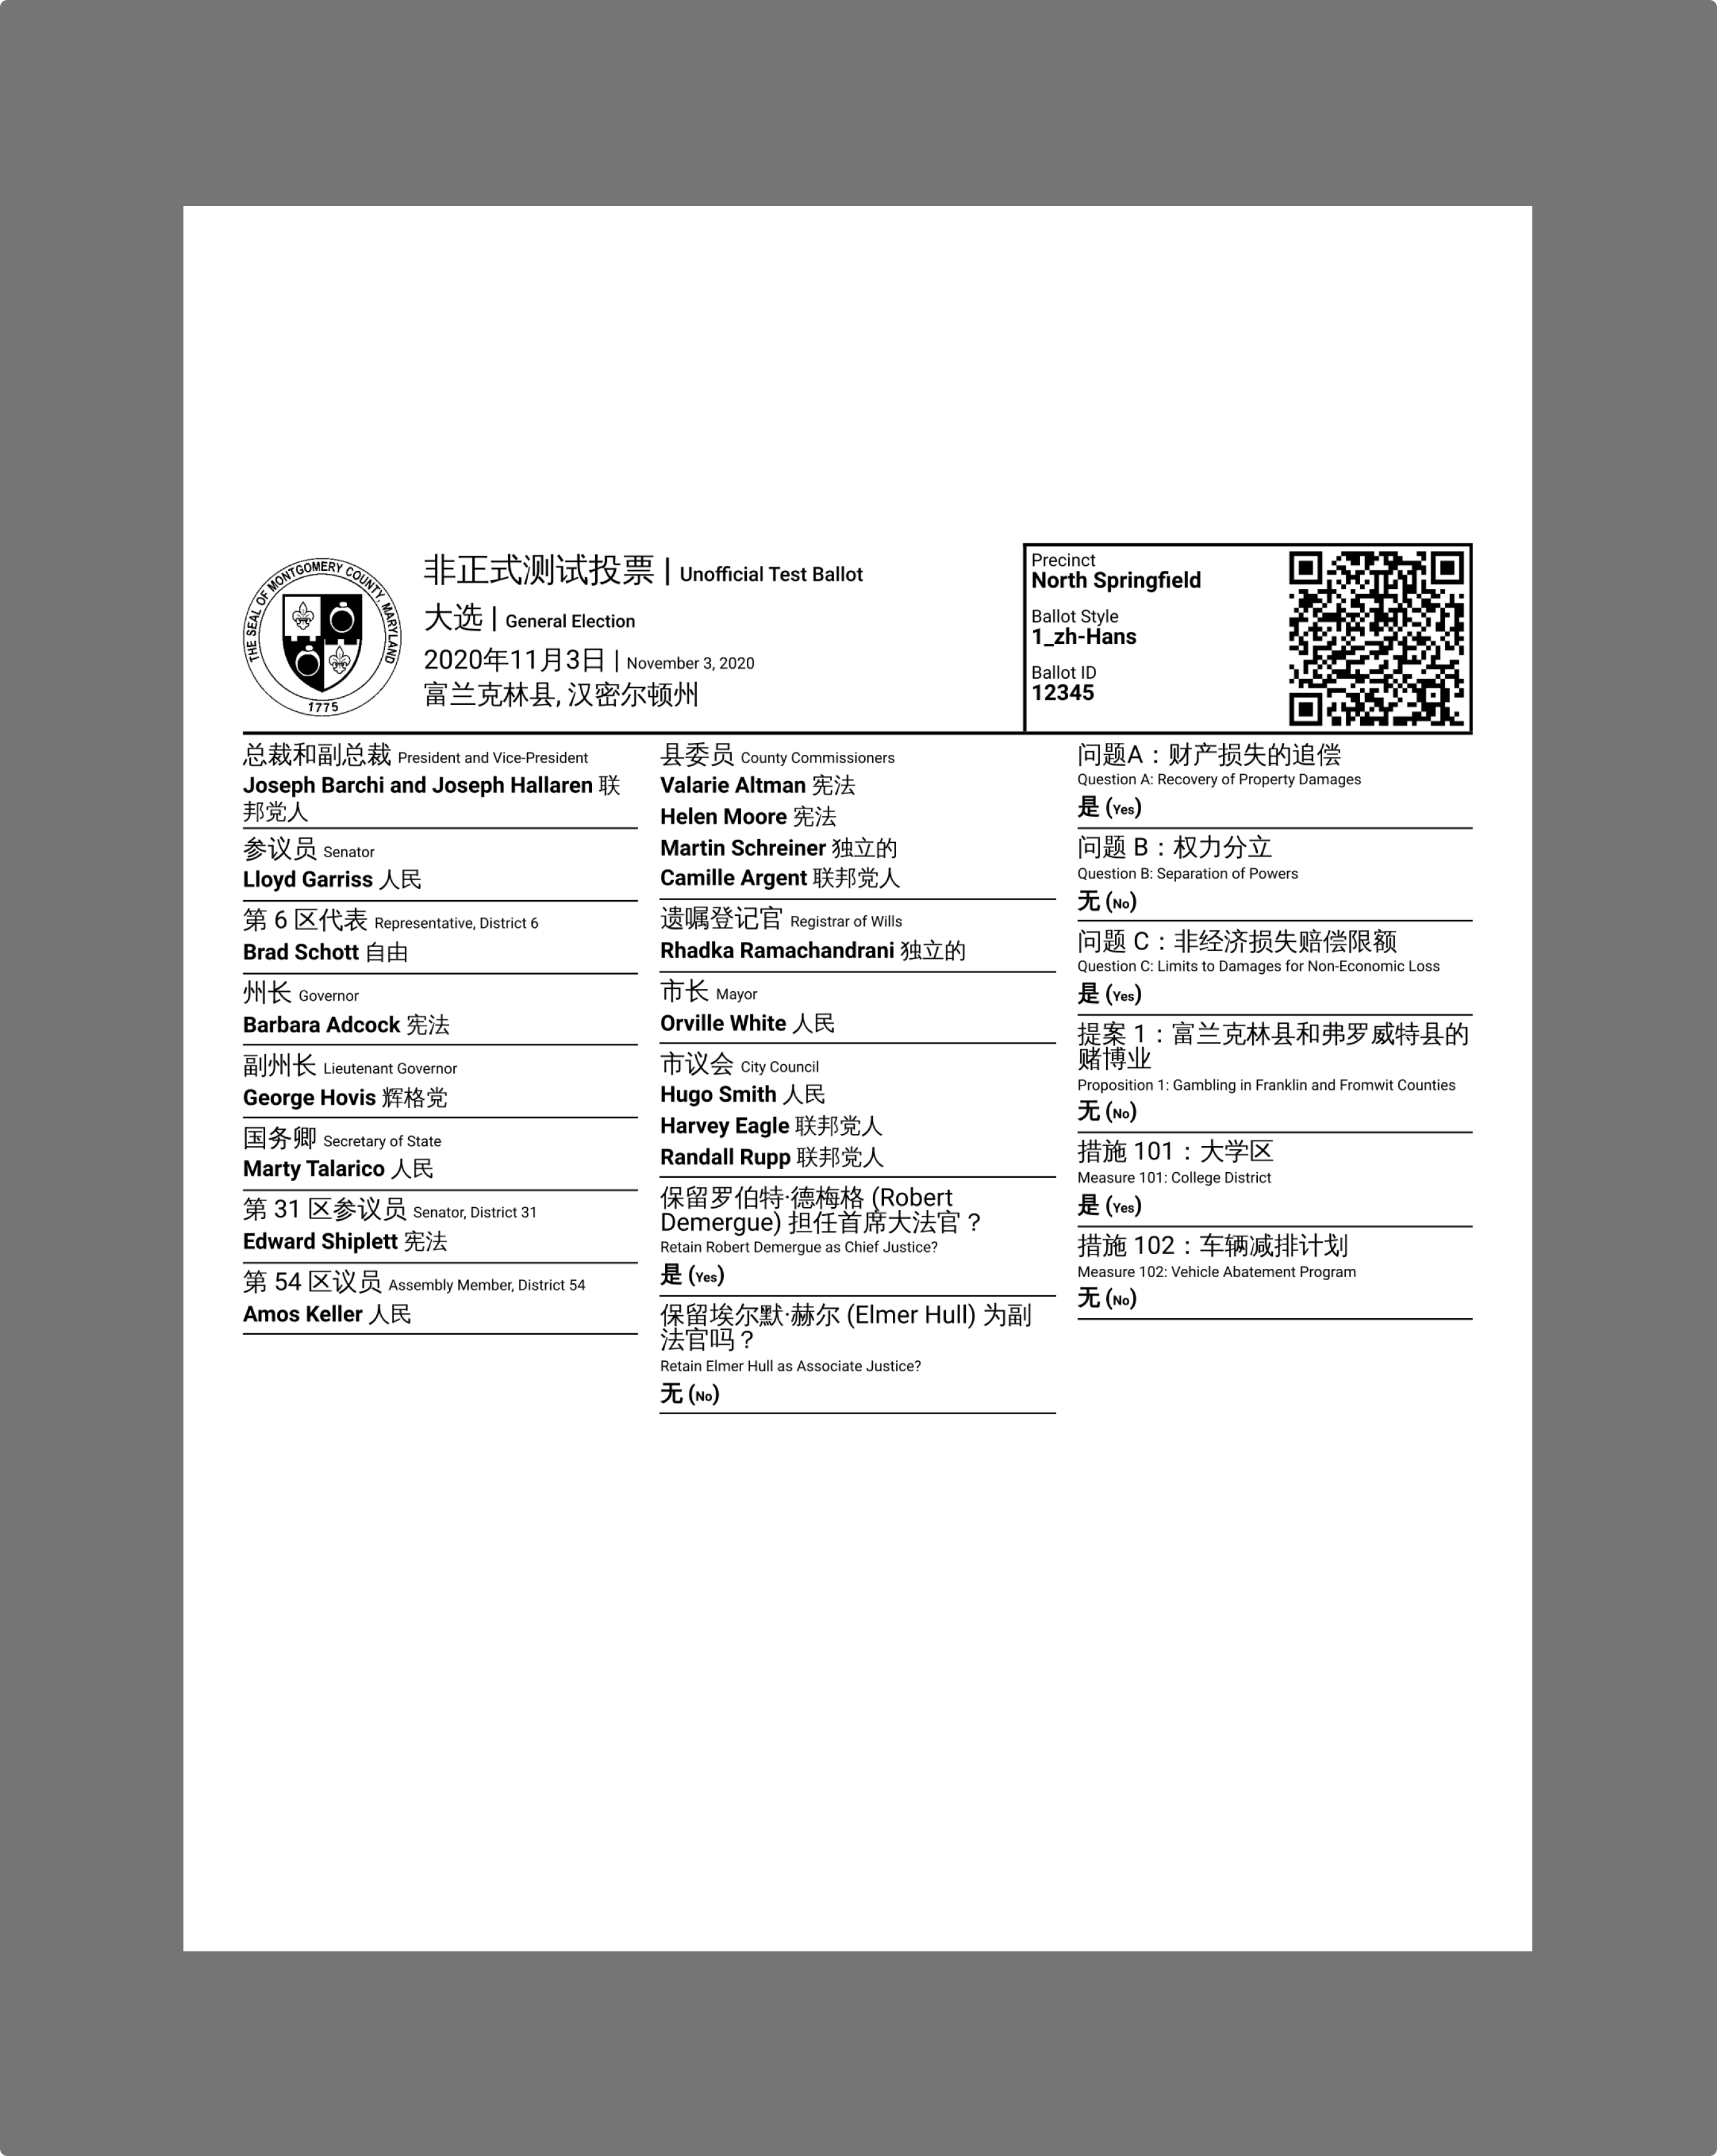 THE SEAL OF MONTGOMERY COUNTY, MARYLAND
1775
非正式测试投票 | Unofficial Test Ballot
大选 | General Election
2020年11月3日 | November 3, 2020
富兰克林县, 汉密尔顿州
Precinct
North Springfield
Ballot Style
1_zh-Hans
Ballot ID
12345
总裁和副总裁 President and Vice-President
Joseph Barchi and Joseph Hallaren 联
邦党人
参议员 Senator
Lloyd Garriss 人民
第 6 区代表 Representative, District 6
Brad Schott 自由
州长 Governor
Barbara Adcock 宪法
副州长 Lieutenant Governor
George Hovis 辉格党
国务卿 Secretary of State
Marty Talarico 人民
第 31 区参议员 Senator, District 31
Edward Shiplett 宪法
第 54 区议员 Assembly Member, District 54
Amos Keller 人民
县委员 County Commissioners
Valarie Altman 宪法
Helen Moore 宪法
Martin Schreiner 独立的
Camille Argent 联邦党人
遗嘱登记官 Registrar of Wills
Rhadka Ramachandrani 独立的
市长 Mayor
Orville White 人民
市议会 City Council
Hugo Smith 人民
Harvey Eagle 联邦党人
Randall Rupp 联邦党人
保留罗伯特·德梅格 (Robert
Demergue) 担任首席大法官？
Retain Robert Demergue as Chief Justice?
是 (Yes)
保留埃尔默·赫尔 (Elmer Hull) 为副
法官吗？
Retain Elmer Hull as Associate Justice?
无 (No)
问题A：财产损失的追偿
Question A: Recovery of Property Damages
是 (Yes)
问题 B：权力分立
Question B: Separation of Powers
无 (No)
问题 C：非经济损失赔偿限额
Question C: Limits to Damages for Non-Economic Loss
是 (Yes)
提案 1：富兰克林县和弗罗威特县的
赌博业
Proposition 1: Gambling in Franklin and Fromwit Counties
无 (No)
措施 101：大学区
Measure 101: College District
是 (Yes)
措施 102：车辆减排计划
Measure 102: Vehicle Abatement Program
无 (No)